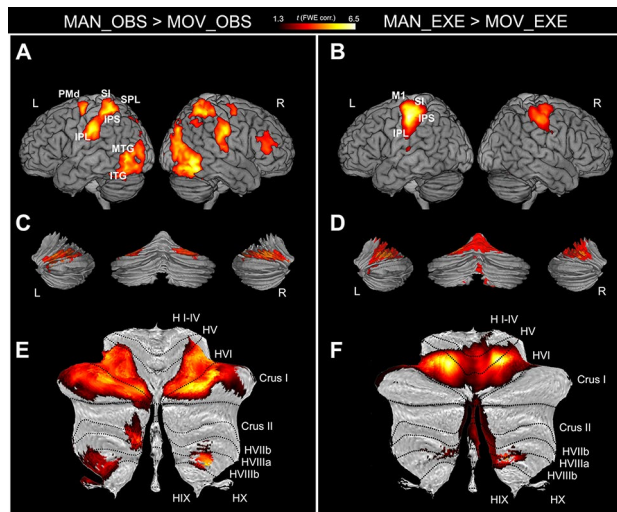 MAN_OBS > MOV_OBS
1.3 t (FWE corr.) 6.5
MAN_EXE > MOV_EXE
A
L
R
PMd
SI
SPL
IPS
IPL
MTG
ITG
B
L
R
M1
SI
IPS
IPL
C
L
R
D
L
R
E
H I-IV
HV
HVI
Crus I
Crus II
HVIIb
HVIIIa
HVIIIb
HIX
HX
F
H I-IV
HV
HVI
Crus I
Crus II
HVIIb
HVIIIa
HVIIIb
HIX
HX